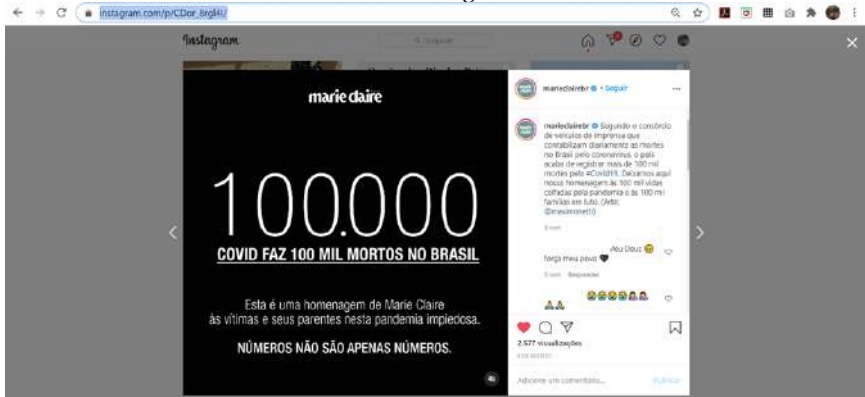 instagram.com/p/CDor_8rgl4U/
Instagram
Pesquisar
marie claire
100.000
COVID FAZ 100 MIL MORTOS NO BRASIL
Esta é uma homenagem de Marie Claire
às vítimas e seus parentes nesta pandemia impiedosa.
NÚMEROS NÃO SÃO APENAS NÚMEROS.
marieclairebr • Seguir
marieclairebr Segundo o consórcio
de veículos de imprensa que
contabilizam diariamente as mortes
no Brasil pelo coronavírus, o país
acaba de registrar mais de 100 mil
mortes pela #Covid19. Deixamos aqui
nossa homenagem às 100 mil vidas
ceifadas pela pandemia e às 100 mil
famílias em luto. (Arte:
Meu Deus 😔
força meu povo 🖤
Responder
2.577 visualizações
Adicione um comentário...
Publicar